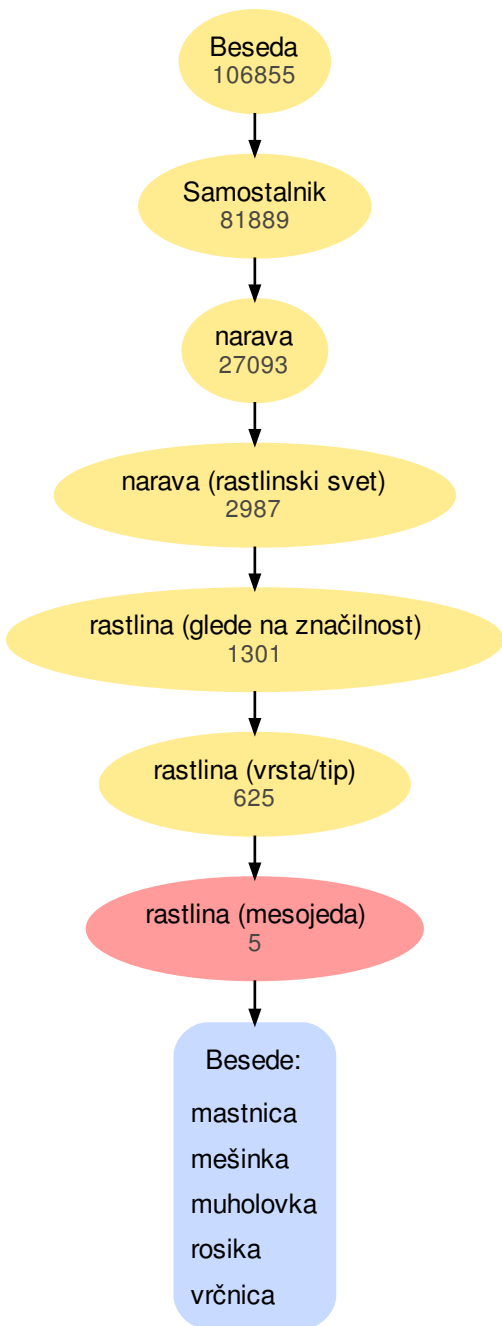 Beseda
106855
Samostalnik
81889
narava
27093
narava (rastlinski svet)
2987
rastlina (glede na značilnost)
1301
rastlina (vrsta/tip)
625
rastlina (mesojeda)
5
Besede:
mastnica
mešinka
muholovka
rosika
vrčnica